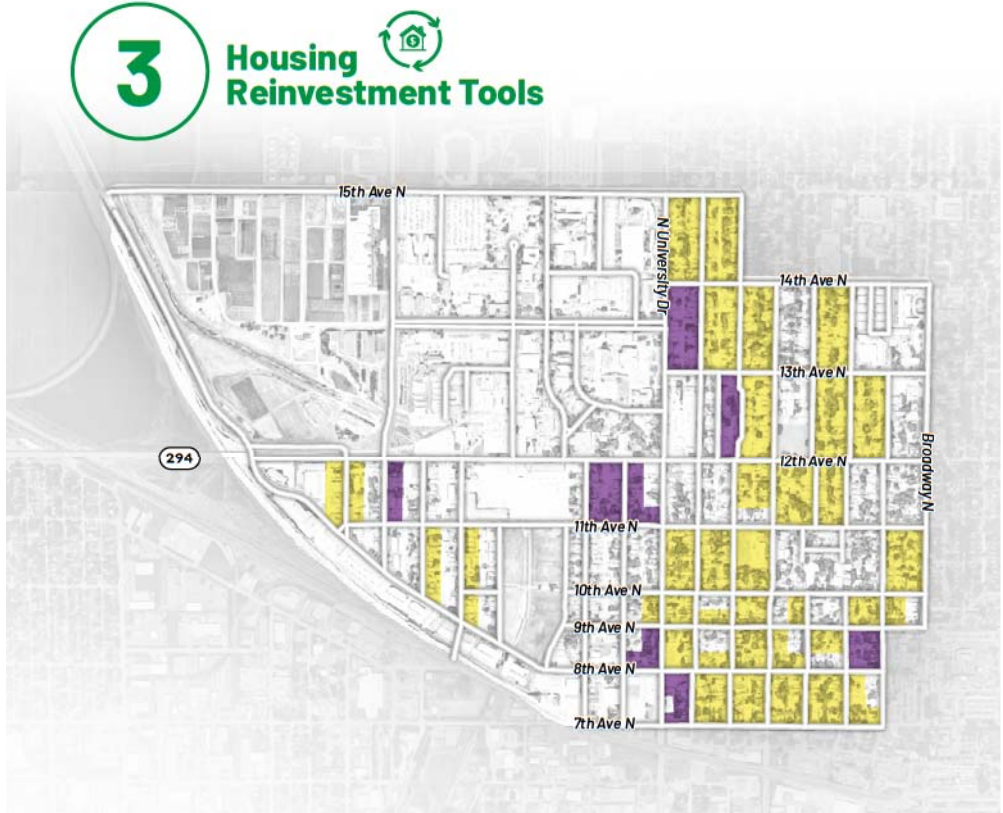 3
Housing
Reinvestment Tools
15th Ave N
N University Dr
14th Ave N
13th Ave N
Broadway N
294
12th Ave N
11th Ave N
10th Ave N
9th Ave N
8th Ave N
7th Ave N